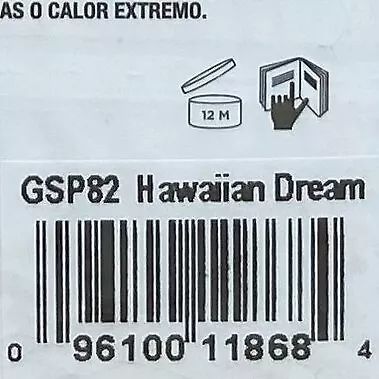 AS O CALOR EXTREMO.
12 M
GSP82 Hawaiian Dream
0 96100 11868 4